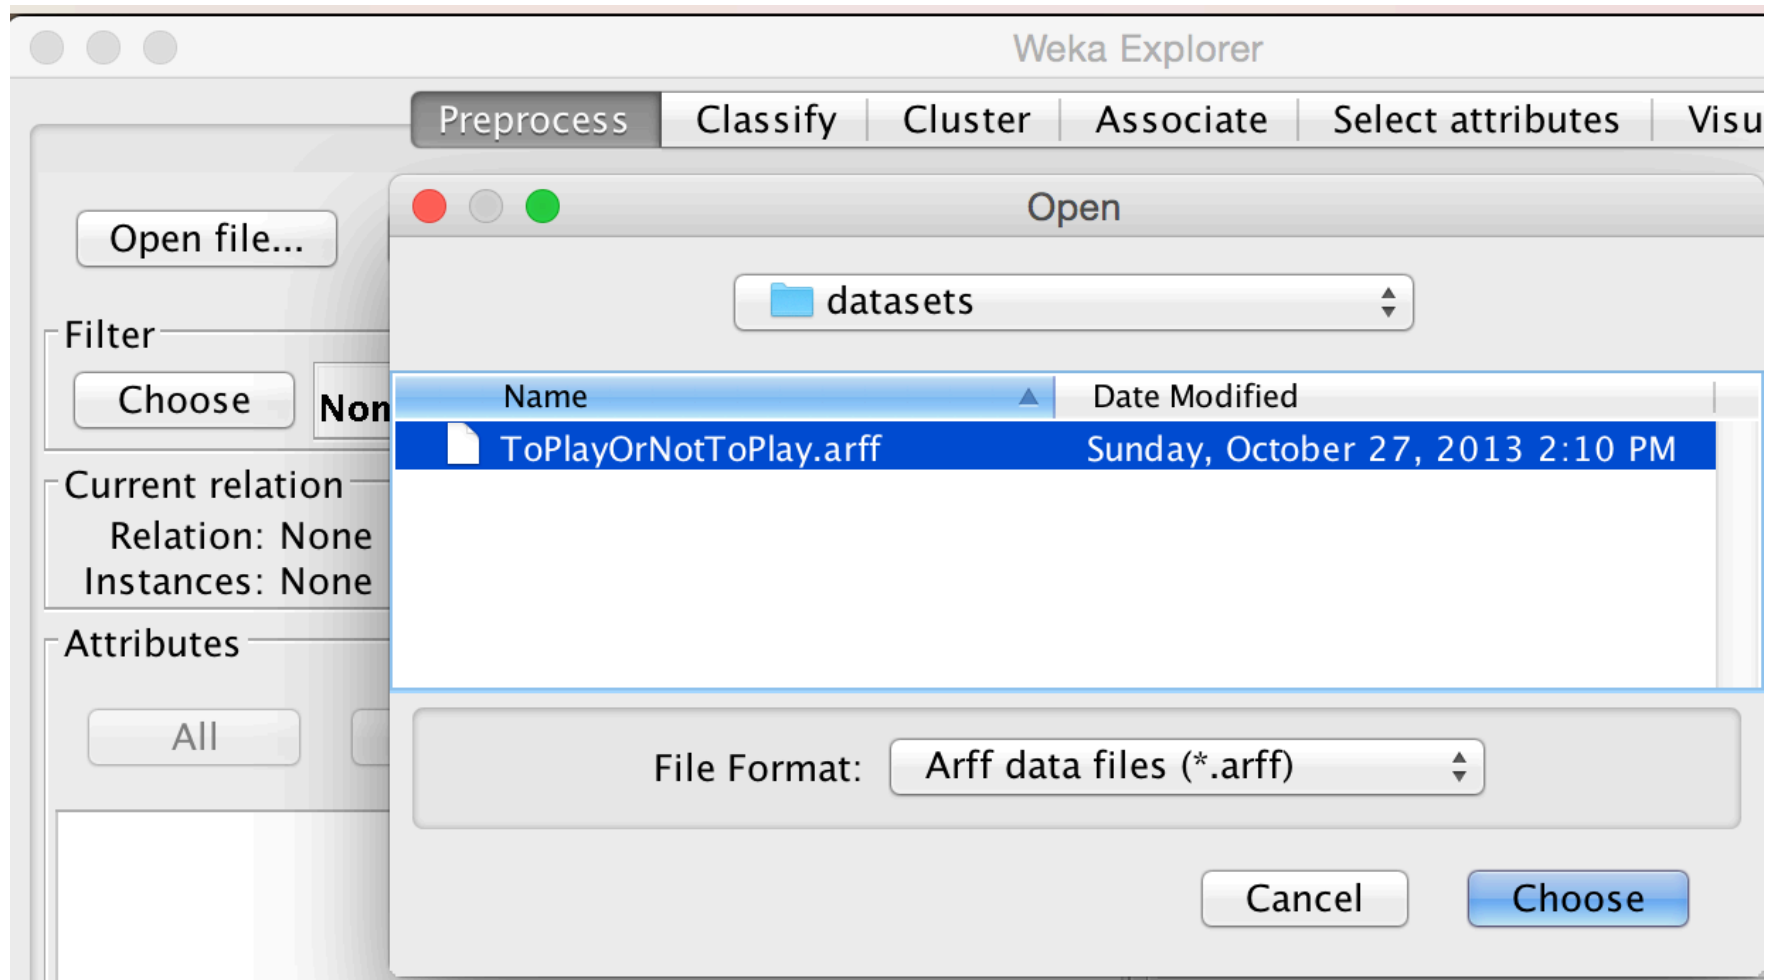 Weka Explorer
Preprocess Classify Cluster Associate Select attributes Visu
Open
Open file...
datasets
Filter
Choose Non
Name Date Modified
ToPlayOrNotToPlay.arff Sunday, October 27, 2013 2:10 PM
Current relation
Relation: None
Instances: None
Attributes
All
File Format: Arff data files (*.arff)
Cancel Choose